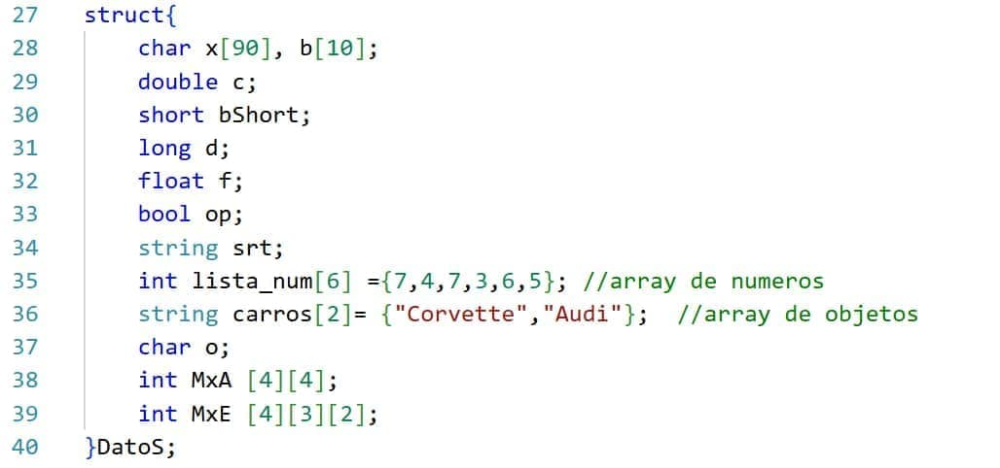 27 struct{
28 char x[90], b[10];
29 double c;
30 short bShort;
31 long d;
32 float f;
33 bool op;
34 string srt;
35 int lista_num[6] ={7,4,7,3,6,5}; //array de numeros
36 string carros[2]= {"Corvette","Audi"}; //array de objetos
37 char o;
38 int MxA [4][4];
39 int MxE [4][3][2];
40 }DatoS;